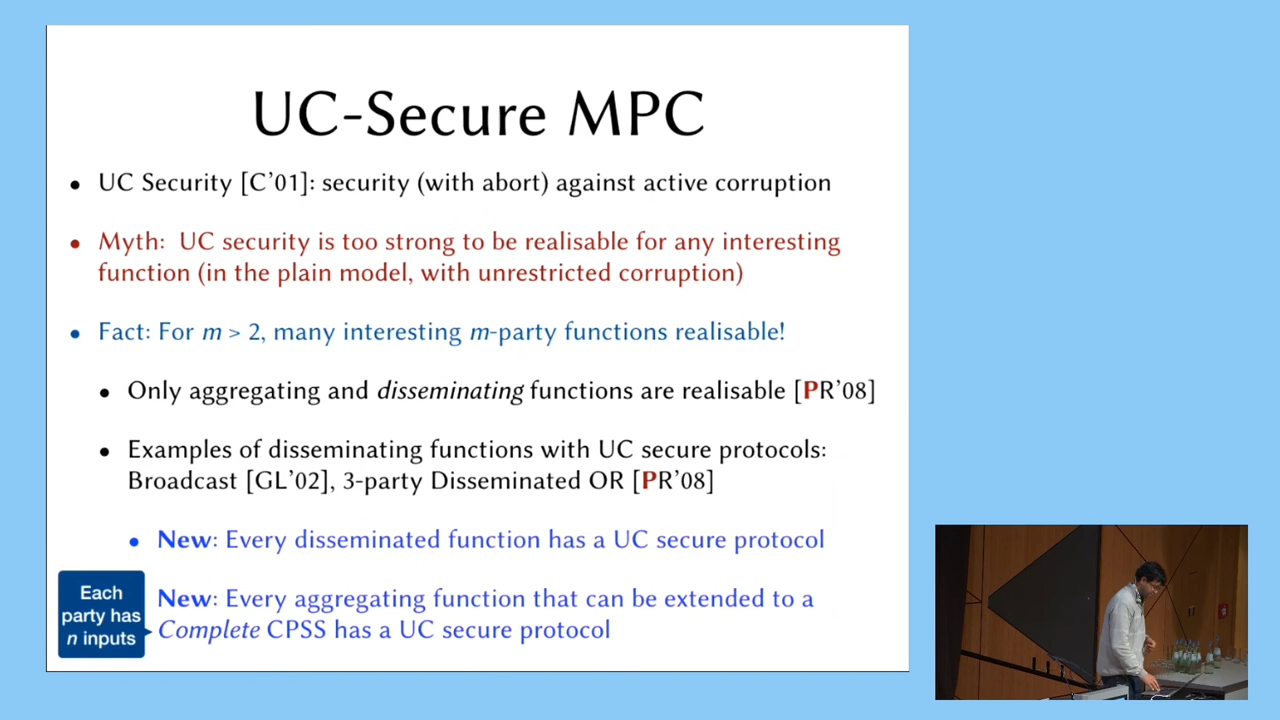 UC-Secure MPC
• UC Security [C’01]: security (with abort) against active corruption
• Myth: UC security is too strong to be realisable for any interesting
function (in the plain model, with unrestricted corruption)
• Fact: For m > 2, many interesting m-party functions realisable!
• Only aggregating and disseminating functions are realisable [PR’08]
• Examples of disseminating functions with UC secure protocols:
Broadcast [GL’02], 3-party Disseminated OR [PR’08]
• New: Every disseminated function has a UC secure protocol
New: Every aggregating function that can be extended to a
Complete CPSS has a UC secure protocol
Each
party has
n inputs